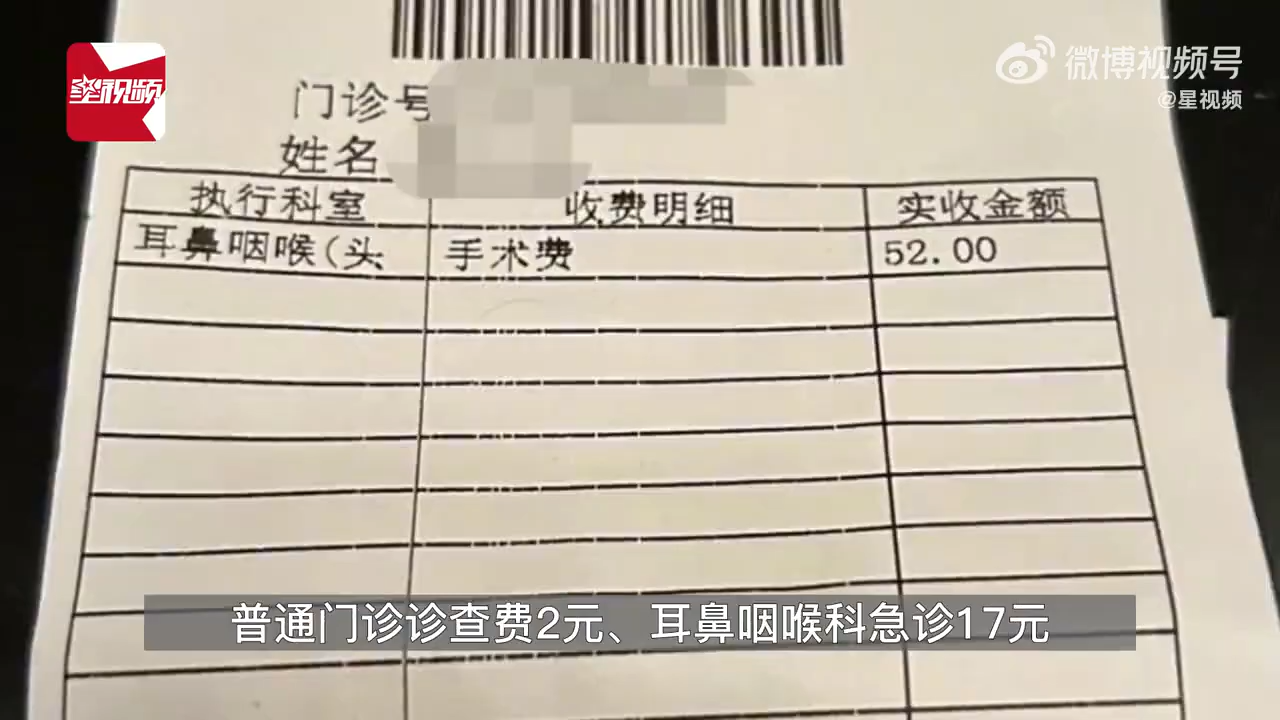 星视频
微博视频号
@星视频
门诊号
姓名
执行科室 收费明细 实收金额
耳鼻咽喉(头 手术费 52.00
普通门诊诊查费2元、耳鼻咽喉科急诊17元